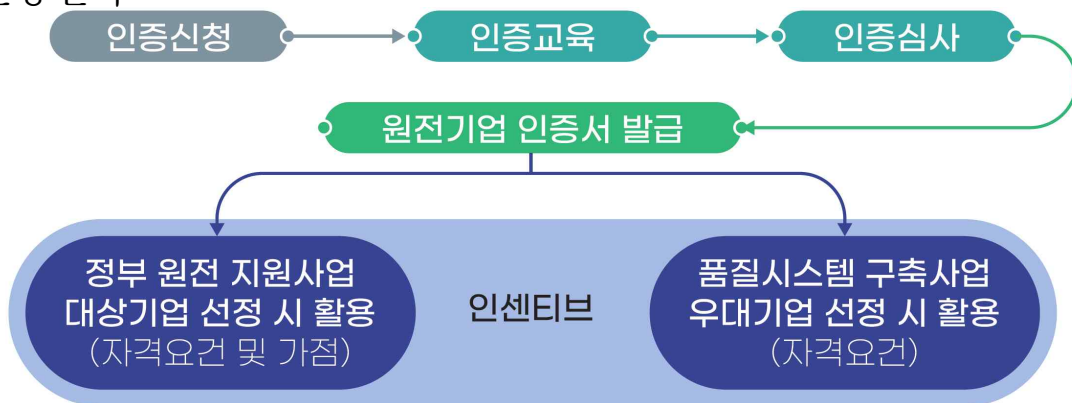 인증신청
인증교육
인증심사
원전기업 인증서 발급
정부 원전 지원사업
대상기업 선정 시 활용
(자격요건 및 가점)
인센티브
품질시스템 구축사업
우대기업 선정 시 활용
(자격요건)